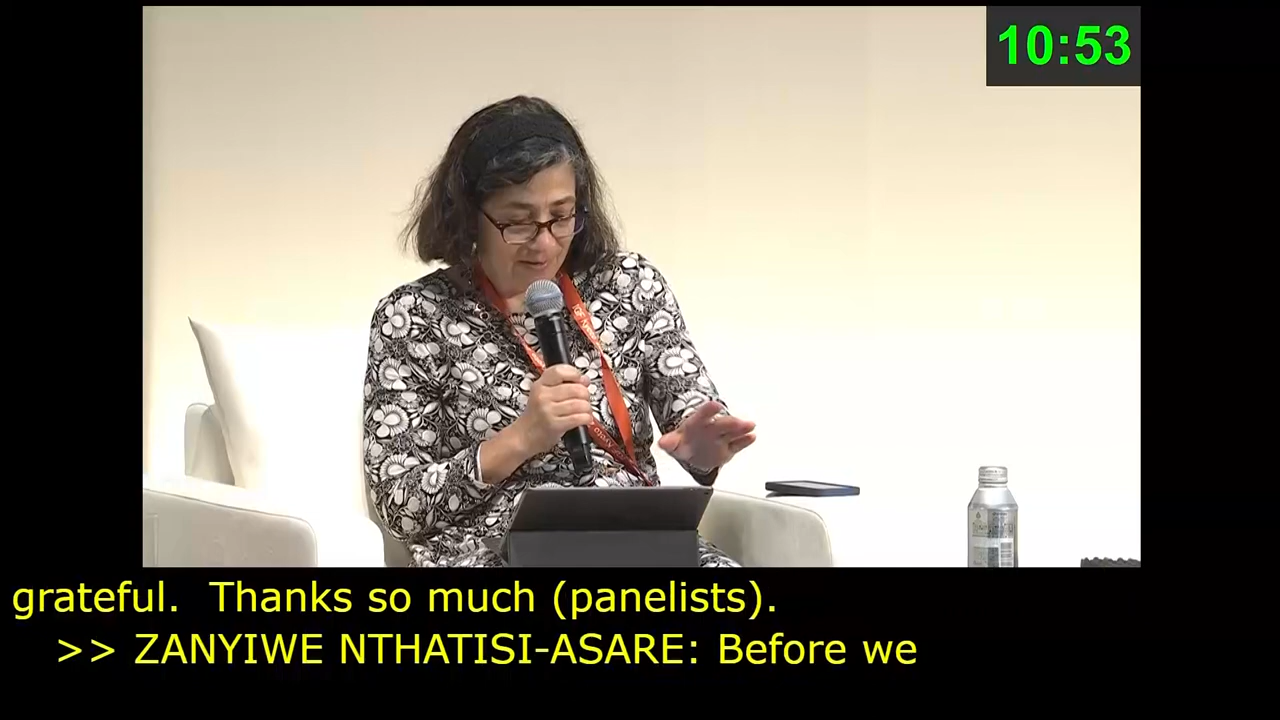 10:53
grateful.  Thanks so much (panelists).
>> ZANYIWE NTHATISI-ASARE: Before we